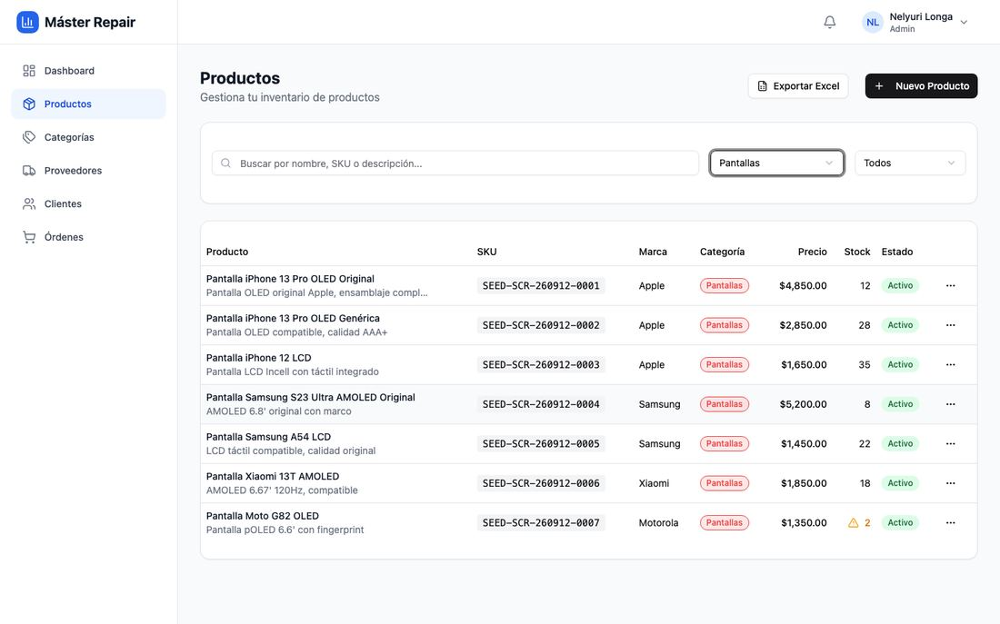 Máster Repair
Nelyuri Longa
NL
Admin
Dashboard
Productos
Categorías
Proveedores
Clientes
Órdenes
Productos
Gestiona tu inventario de productos
Exportar Excel
Nuevo Producto
Buscar por nombre, SKU o descripción...
Pantallas
Todos
Producto SKU Marca Categoría Precio Stock Estado
Pantalla iPhone 13 Pro OLED Original
Pantalla OLED original Apple, ensamblaje compl...
SEED-SCR-260912-0001 Apple Pantallas $4,850.00 12 Activo
Pantalla iPhone 13 Pro OLED Genérica
Pantalla OLED compatible, calidad AAA+
SEED-SCR-260912-0002 Apple Pantallas $2,850.00 28 Activo
Pantalla iPhone 12 LCD
Pantalla LCD Incell con táctil integrado
SEED-SCR-260912-0003 Apple Pantallas $1,650.00 35 Activo
Pantalla Samsung S23 Ultra AMOLED Original
AMOLED 6.8' original con marco
SEED-SCR-260912-0004 Samsung Pantallas $5,200.00 8 Activo
Pantalla Samsung A54 LCD
LCD táctil compatible, calidad original
SEED-SCR-260912-0005 Samsung Pantallas $1,450.00 22 Activo
Pantalla Xiaomi 13T AMOLED
AMOLED 6.67' 120Hz, compatible
SEED-SCR-260912-0006 Xiaomi Pantallas $1,850.00 18 Activo
Pantalla Moto G82 OLED
Pantalla pOLED 6.6' con fingerprint
SEED-SCR-260912-0007 Motorola Pantallas $1,350.00 2 Activo